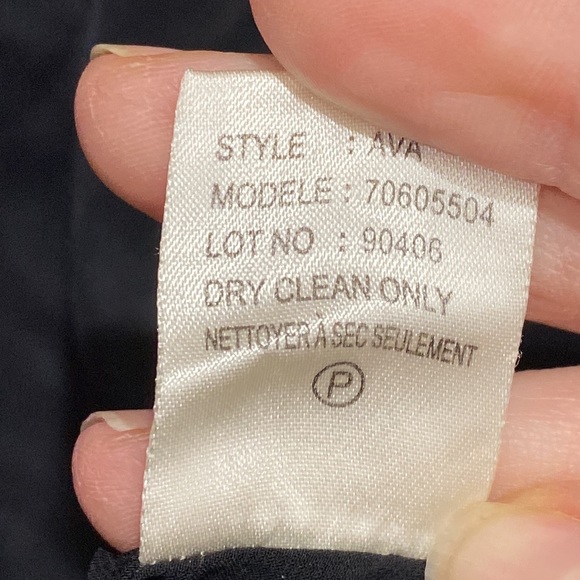 STYLE : AVA
MODELE : 70605504
LOT NO : 90406
DRY CLEAN ONLY
NETTOYER À SEC SEULEMENT
P